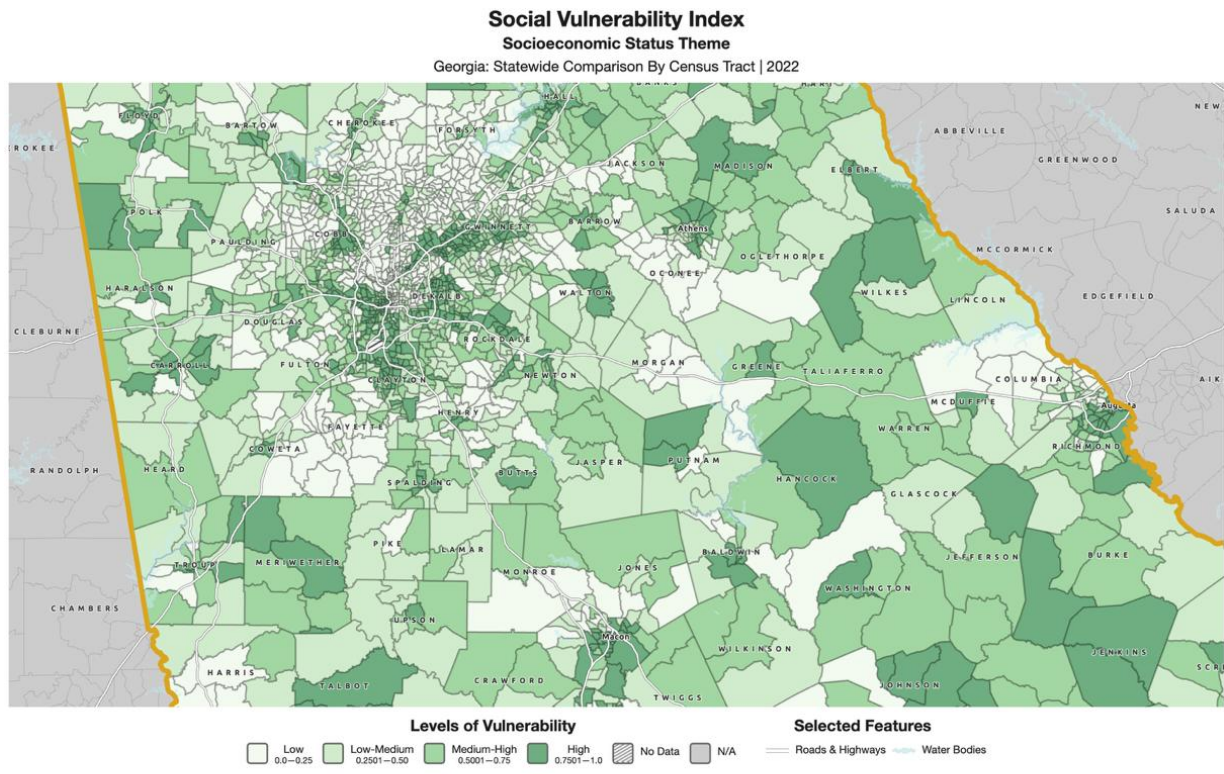 Social Vulnerability Index
Socioeconomic Status Theme
Georgia: Statewide Comparison By Census Tract | 2022
HALL
BANKS
HART
NEW
FLOYD
BARTOW
CHEROKEE
FORSYTH
ABBEVILLE
EROKEE
JACKSON
MADISON
ELBERT
GREENWOOD
POLK
SALUDA
COBB
GWINNETT
BARROW
Athens
PAULDING
OGLETHORPE
MCCORMICK
OCONEE
HARALSON
DEKALB
WALTON
WILKES
LINCOLN
EDGEFIELD
CLEBURNE
DOUGLAS
ROCKDALE
CARROLL
FULTON
MORGAN
GREENE
TALIAFERRO
CLAYTON
NEWTON
COLUMBIA
AIK
HENRY
MCDUFFIE
Augusta
FAYETTE
WARREN
COWETA
RICHMOND
RANDOLPH
HEARD
SPALDING
BUTTS
JASPER
PUTNAM
HANCOCK
GLASCOCK
PIKE
LAMAR
BALDWIN
JEFFERSON
BURKE
TROUP
MERIWETHER
MONROE
JONES
WASHINGTON
CHAMBERS
UPSON
Macon
WILKINSON
JENKINS
HARRIS
SCRE
TALBOT
CRAWFORD
JOHNSON
TWIGGS
Levels of Vulnerability
Low
0.0–0.25
Low-Medium
0.2501–0.50
Medium-High
0.5001–0.75
High
0.7501–1.0
No Data
N/A
Selected Features
Roads & Highways
Water Bodies